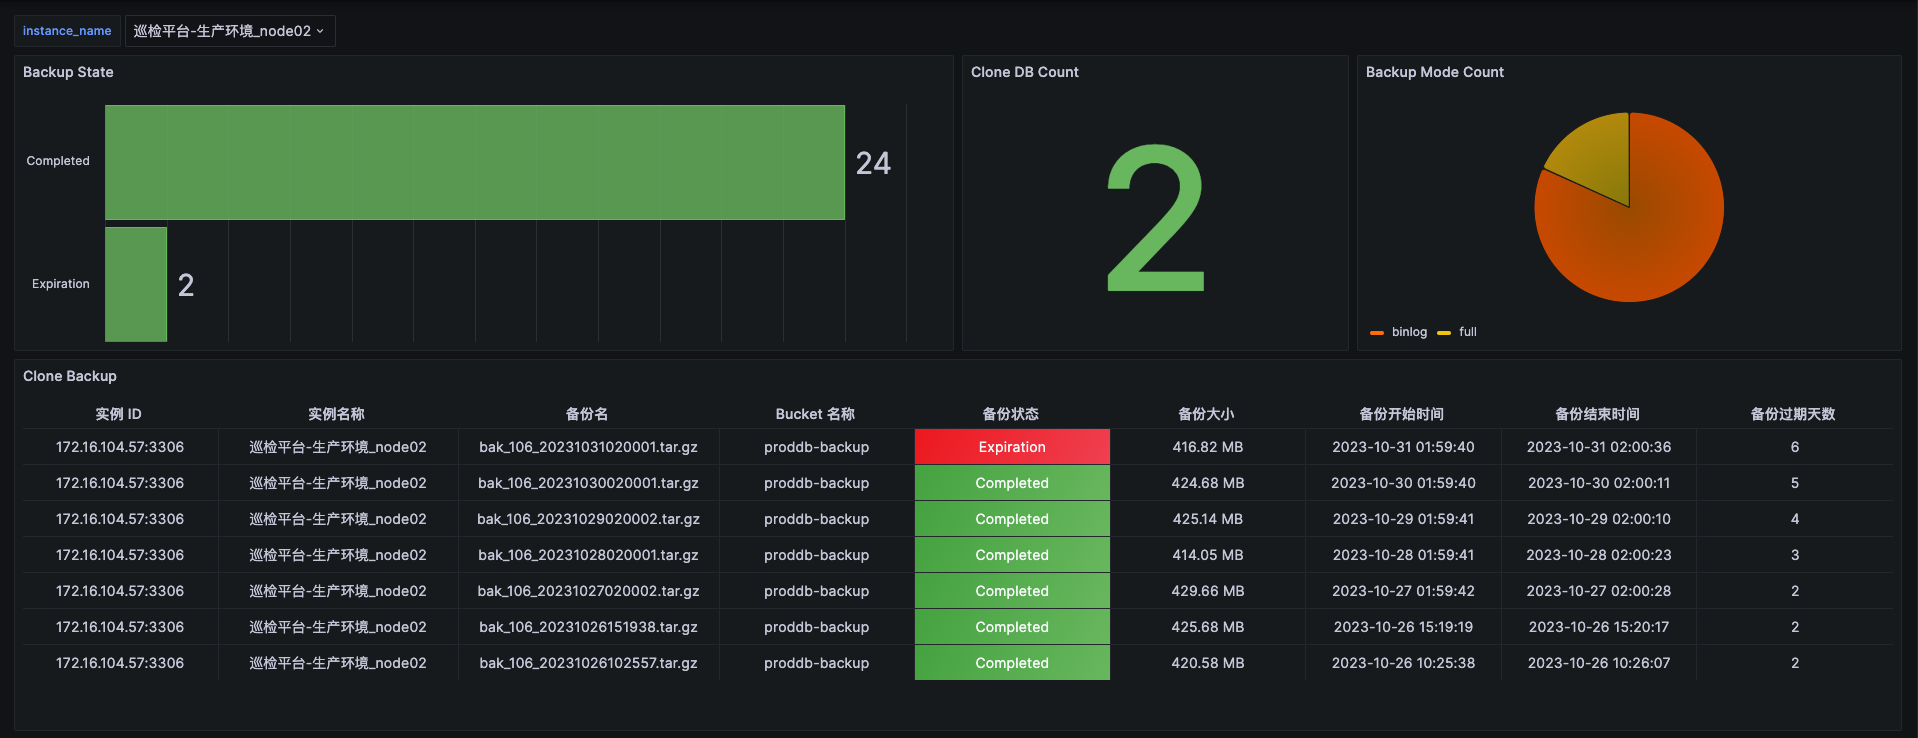 instance_name 巡检平台-生产环境_node02
Backup State
Completed
24
Expiration
2
Clone DB Count
2
Backup Mode Count
binlog full
Clone Backup
实例 ID 实例名称 备份名 Bucket 名称 备份状态 备份大小 备份开始时间 备份结束时间 备份过期天数
172.16.104.57:3306 巡检平台-生产环境_node02 bak_106_20231031020001.tar.gz proddb-backup Expiration 416.82 MB 2023-10-31 01:59:40 2023-10-31 02:00:36 6
172.16.104.57:3306 巡检平台-生产环境_node02 bak_106_20231030020001.tar.gz proddb-backup Completed 424.68 MB 2023-10-30 01:59:40 2023-10-30 02:00:11 5
172.16.104.57:3306 巡检平台-生产环境_node02 bak_106_20231029020002.tar.gz proddb-backup Completed 425.14 MB 2023-10-29 01:59:41 2023-10-29 02:00:10 4
172.16.104.57:3306 巡检平台-生产环境_node02 bak_106_20231028020001.tar.gz proddb-backup Completed 414.05 MB 2023-10-28 01:59:41 2023-10-28 02:00:23 3
172.16.104.57:3306 巡检平台-生产环境_node02 bak_106_20231027020002.tar.gz proddb-backup Completed 429.66 MB 2023-10-27 01:59:42 2023-10-27 02:00:28 2
172.16.104.57:3306 巡检平台-生产环境_node02 bak_106_20231026151938.tar.gz proddb-backup Completed 425.68 MB 2023-10-26 15:19:19 2023-10-26 15:20:17 2
172.16.104.57:3306 巡检平台-生产环境_node02 bak_106_20231026102557.tar.gz proddb-backup Completed 420.58 MB 2023-10-26 10:25:38 2023-10-26 10:26:07 2